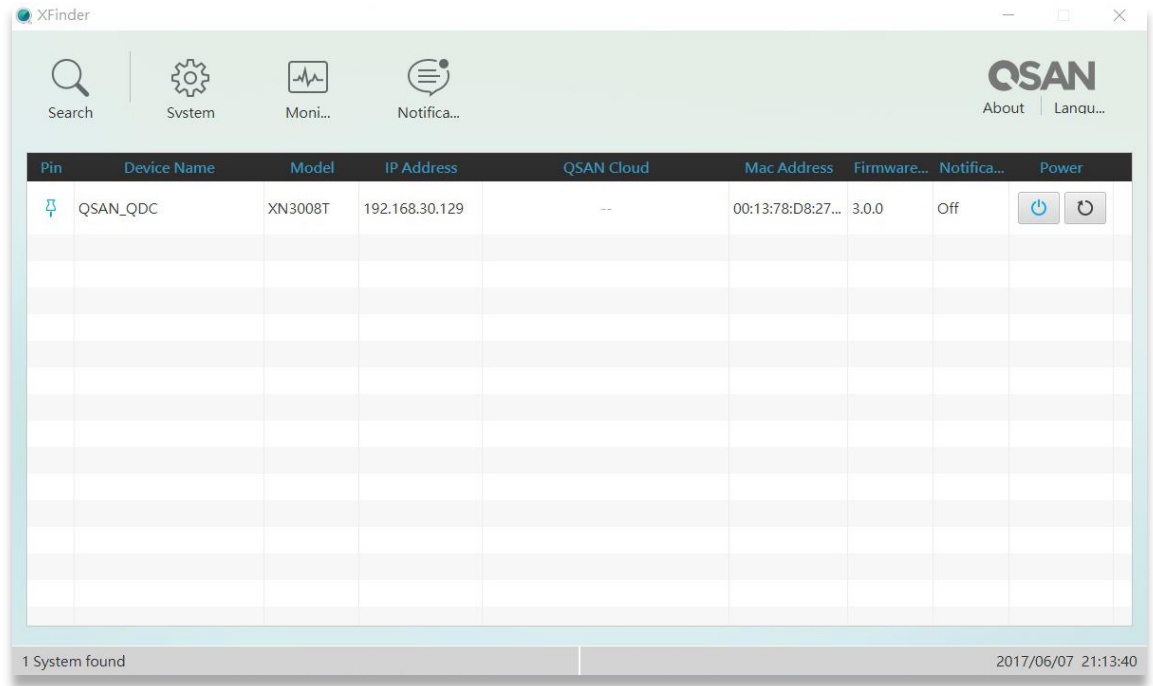 XFinder
QSAN
Search System Moni... Notifica... About Langu...
Pin Device Name Model IP Address QSAN Cloud Mac Address Firmware... Notifica... Power
QSAN_QDC XN3008T 192.168.30.129 -- 00:13:78:D8:27... 3.0.0 Off
1 System found 2017/06/07 21:13:40